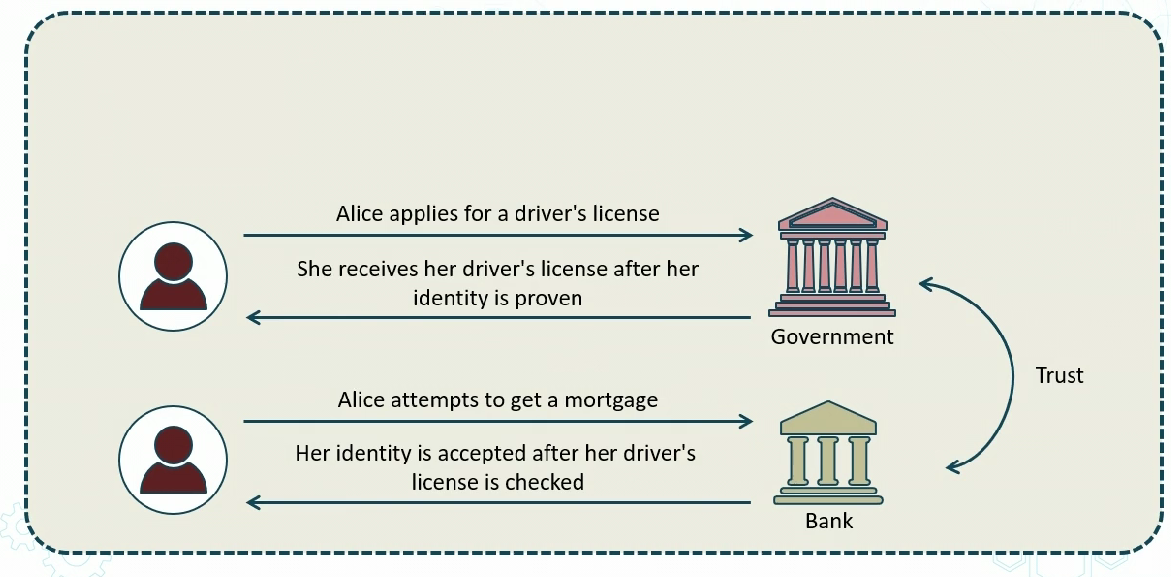 Alice applies for a driver's license
She receives her driver's license after her
identity is proven
Government
Trust
Alice attempts to get a mortgage
Her identity is accepted after her driver's
license is checked
Bank